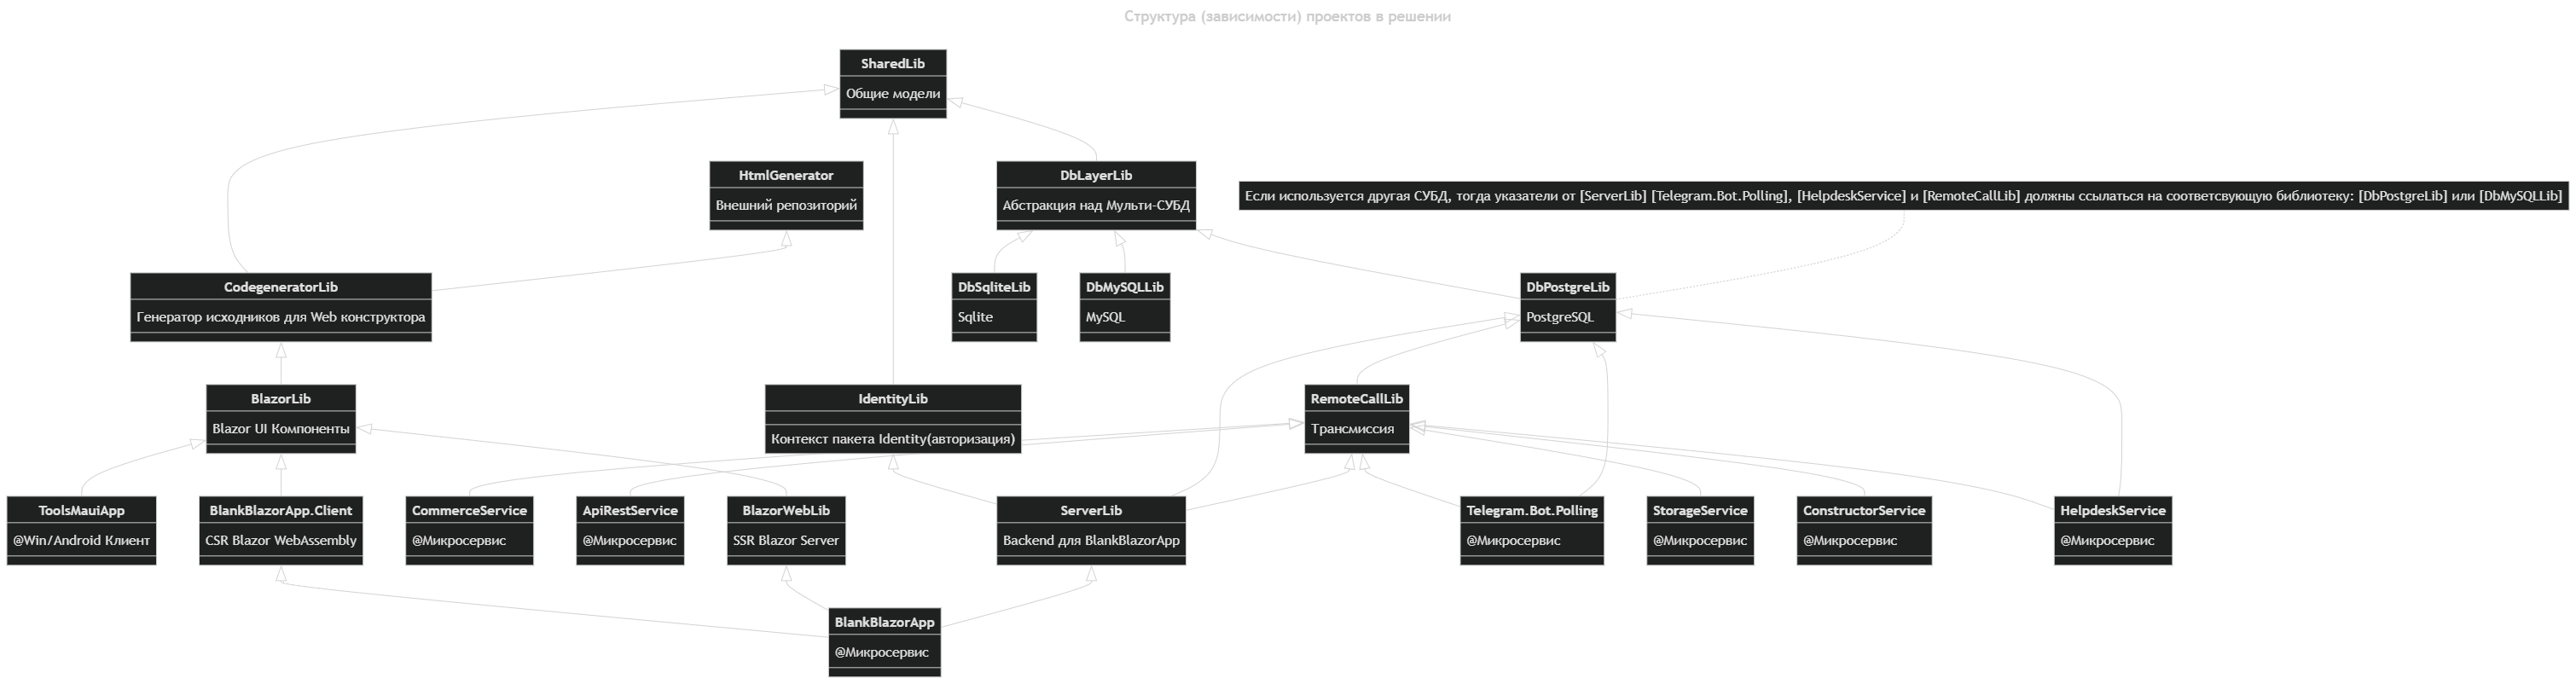 Структура (зависимости) проектов в решении
SharedLib
Общие модели
HtmlGenerator
Внешний репозиторий
DbLayerLib
Абстракция над Мульти-СУБД
Если используется другая СУБД, тогда указатели от [ServerLib] [Telegram.Bot.Polling], [HelpdeskService] и [RemoteCallLib] должны ссылаться на соответсвующую библиотеку: [DbPostgreLib] или [DbMySQLLib]
CodegeneratorLib
Генератор исходников для Web конструктора
DbSqliteLib
Sqlite
DbMySQLLib
MySQL
DbPostgreLib
PostgreSQL
BlazorLib
Blazor UI Компоненты
IdentityLib
Контекст пакета Identity(авторизация)
RemoteCallLib
Трансмиссия
ToolsMauiApp
@Win/Android Клиент
BlankBlazorApp.Client
CSR Blazor WebAssembly
CommerceService
@Микросервис
ApiRestService
@Микросервис
BlazorWebLib
SSR Blazor Server
ServerLib
Backend для BlankBlazorApp
Telegram.Bot.Polling
@Микросервис
StorageService
@Микросервис
ConstructorService
@Микросервис
HelpdeskService
@Микросервис
BlankBlazorApp
@Микросервис